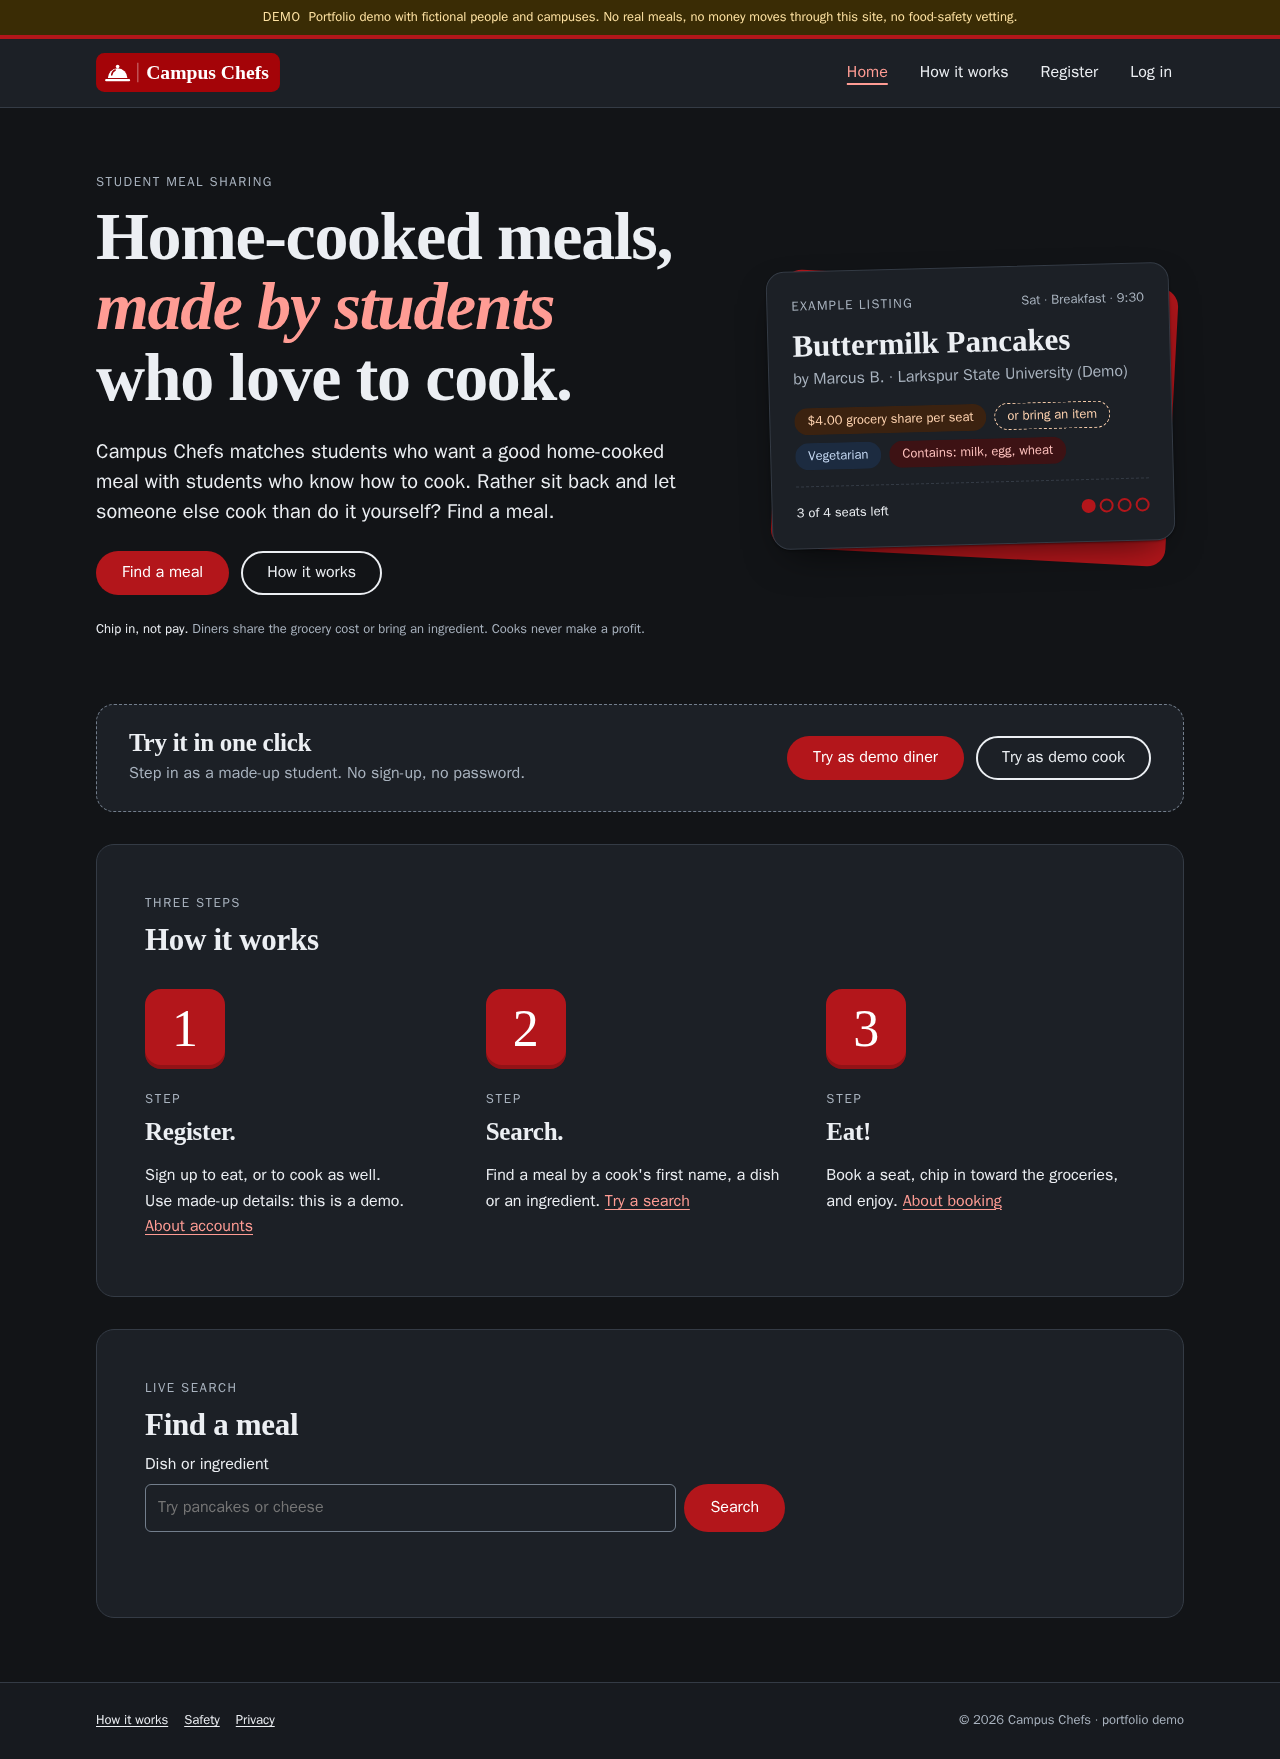 DEMO Portfolio demo with fictional people and campuses. No real meals, no money moves through this site, no food-safety vetting.
Campus Chefs
Home How it works Register Log in
STUDENT MEAL SHARING
Home-cooked meals,
made by students
who love to cook.
Campus Chefs matches students who want a good home-cooked
meal with students who know how to cook. Rather sit back and let
someone else cook than do it yourself? Find a meal.
Find a meal How it works
Chip in, not pay. Diners share the grocery cost or bring an ingredient. Cooks never make a profit.
EXAMPLE LISTING Sat · Breakfast · 9:30
Buttermilk Pancakes
by Marcus B. · Larkspur State University (Demo)
$4.00 grocery share per seat or bring an item
Vegetarian Contains: milk, egg, wheat
3 of 4 seats left
Try it in one click
Step in as a made-up student. No sign-up, no password.
Try as demo diner Try as demo cook
THREE STEPS
How it works
1
STEP
Register.
Sign up to eat, or to cook as well.
Use made-up details: this is a demo.
About accounts
2
STEP
Search.
Find a meal by a cook's first name, a dish
or an ingredient. Try a search
3
STEP
Eat!
Book a seat, chip in toward the groceries,
and enjoy. About booking
LIVE SEARCH
Find a meal
Dish or ingredient
Try pancakes or cheese Search
How it works Safety Privacy © 2026 Campus Chefs · portfolio demo